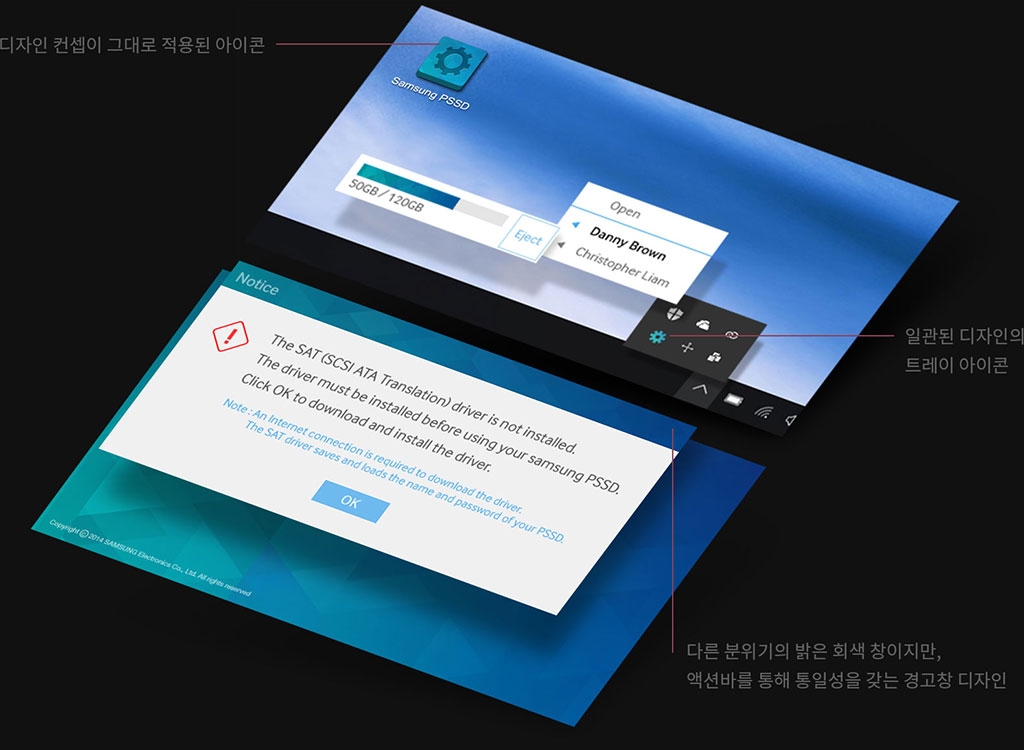 디자인 컨셉이 그대로 적용된 아이콘
Samsung PSSD
50GB / 120GB
Eject
Open
Danny Brown
Christopher Liam
일관된 디자인의
트레이 아이콘
Notice
The SAT (SCSI ATA Translation) driver is not installed.
The driver must be installed before using your samsung PSSD.
Click OK to download and install the driver.
Note : An Internet connection is required to download the driver.
The SAT driver saves and loads the name and password of your PSSD.
OK
Copyright ⓒ 2014 SAMSUNG Electronics Co., Ltd. All rights reserved
다른 분위기의 밝은 회색 창이지만,
액션바를 통해 통일성을 갖는 경고창 디자인